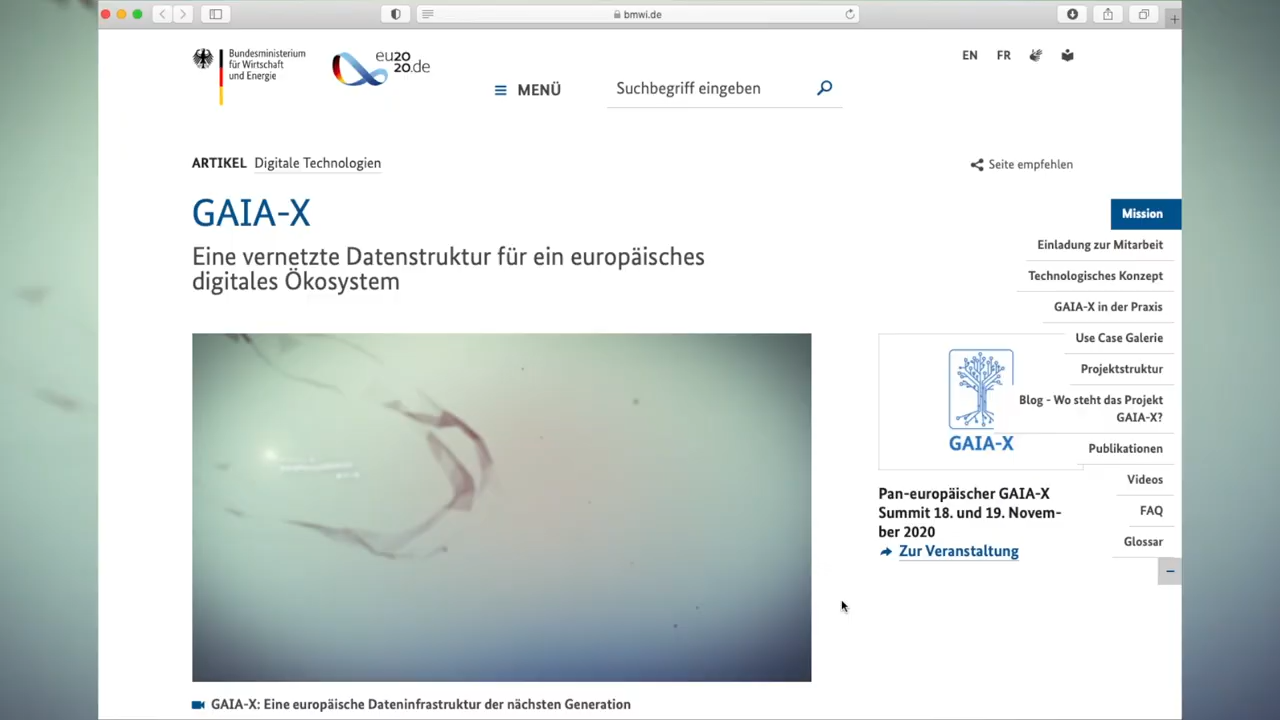 bmwi.de
Bundesministerium
für Wirtschaft
und Energie
eu20
20.de
MENÜ
Suchbegriff eingeben
EN FR
ARTIKEL Digitale Technologien
Seite empfehlen
GAIA-X
Eine vernetzte Datenstruktur für ein europäisches
digitales Ökosystem
Mission
Einladung zur Mitarbeit
Technologisches Konzept
GAIA-X in der Praxis
Use Case Galerie
Projektstruktur
Blog - Wo steht das Projekt
GAIA-X?
Publikationen
Videos
FAQ
Glossar
GAIA-X
Pan-europäischer GAIA-X
Summit 18. und 19. Novem-
ber 2020
Zur Veranstaltung
GAIA-X: Eine europäische Dateninfrastruktur der nächsten Generation